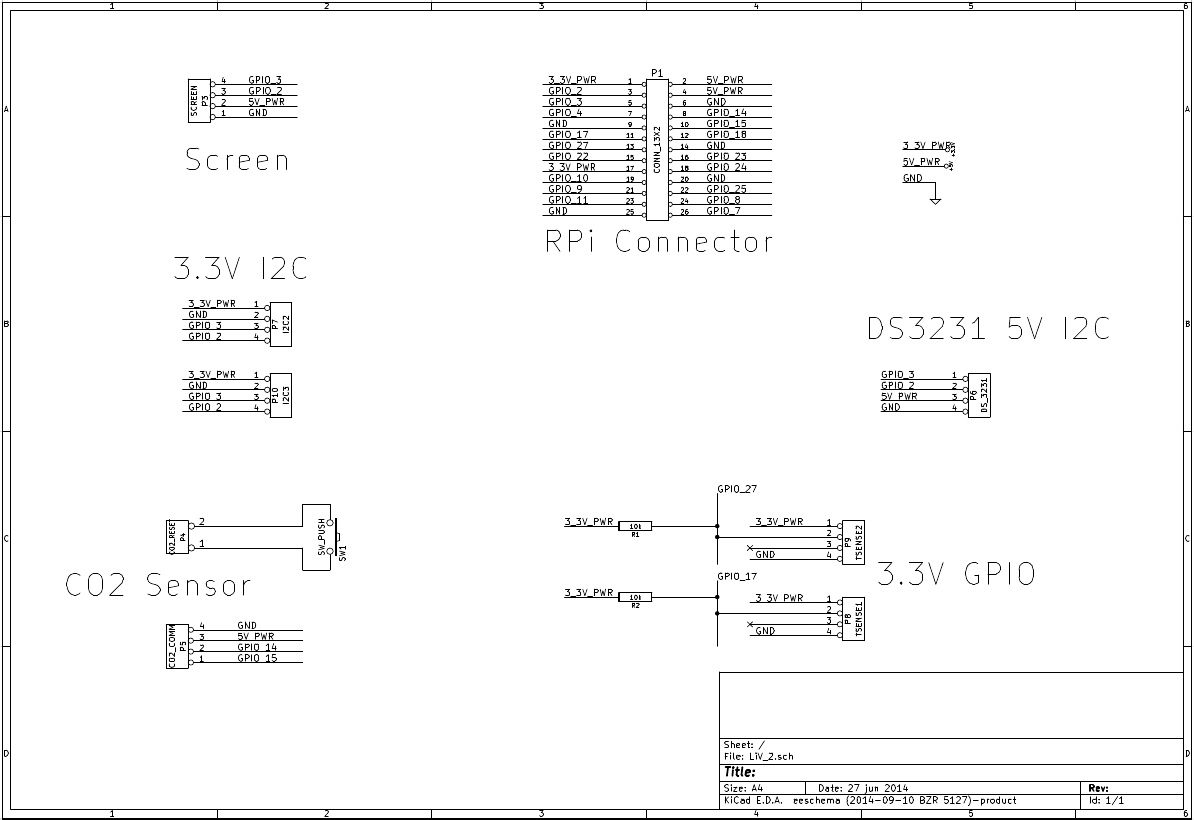 1 2 3 4 5 6
A A
B B
C C
D D
SCREEN
P3
4 GPIO_3
3 GPIO_2
2 5V_PWR
1 GND
Screen
P1
CONN_13X2
3_3V_PWR 1 2 5V_PWR
GPIO_2 3 4 5V_PWR
GPIO_3 5 6 GND
GPIO_4 7 8 GPIO_14
GND 9 10 GPIO_15
GPIO_17 11 12 GPIO_18
GPIO_27 13 14 GND
GPIO_22 15 16 GPIO_23
3_3V_PWR 17 18 GPIO_24
GPIO_10 19 20 GND
GPIO_9 21 22 GPIO_25
GPIO_11 23 24 GPIO_8
GND 25 26 GPIO_7
RPi Connector
3_3V_PWR +3.3V
5V_PWR +5V
GND
3.3V I2C
3_3V_PWR 1
GND 2
GPIO_3 3
GPIO_2 4
P7
I2C2
3_3V_PWR 1
GND 2
GPIO_3 3
GPIO_2 4
P10
I2C3
DS3231 5V I2C
GPIO_3 1
GPIO_2 2
5V_PWR 3
GND 4
P6
DS_3231
CO2_RESET
P4
2
1
SW_PUSH
SW1
CO2 Sensor
CO2_COMM
P5
4 GND
3 5V_PWR
2 GPIO_14
1 GPIO_15
GPIO_27
3_3V_PWR 10k
R1
3_3V_PWR 1
2
3
GND 4
P9
TSENSE2
3.3V GPIO
GPIO_17
3_3V_PWR 10k
R2
3_3V_PWR 1
2
3
GND 4
P8
TSENSE1
Sheet: /
File: LiV_2.sch
Title:
Size: A4 Date: 27 jun 2014 Rev:
KiCad E.D.A. eeschema (2014-09-10 BZR 5127)-product Id: 1/1
1 2 3 4 5 6